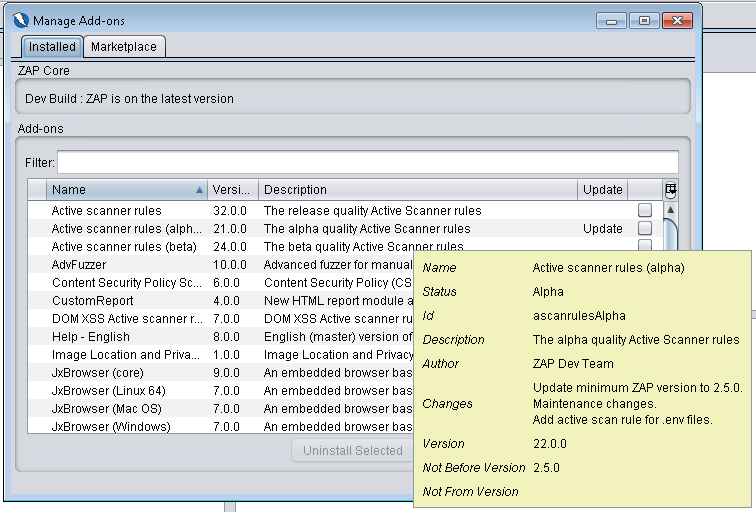 Manage Add-ons
Installed Marketplace
ZAP Core
Dev Build : ZAP is on the latest version
Add-ons
Filter:
Name Versi... Description Update
Active scanner rules 32.0.0 The release quality Active Scanner rules
Active scanner rules (alph... 21.0.0 The alpha quality Active Scanner rules Update
Active scanner rules (beta) 24.0.0 The beta quality Active Scanner rules
AdvFuzzer 10.0.0 Advanced fuzzer for manual
Content Security Policy Sc... 6.0.0 Content Security Policy (CS
CustomReport 4.0.0 New HTML report module a
DOM XSS Active scanner r... 7.0.0 DOM XSS Active scanner ru
Help - English 8.0.0 English (master) version of
Image Location and Priva... 1.0.0 Image Location and Privacy
JxBrowser (core) 9.0.0 An embedded browser bas
JxBrowser (Linux 64) 7.0.0 An embedded browser bas
JxBrowser (Mac OS) 7.0.0 An embedded browser bas
JxBrowser (Windows) 7.0.0 An embedded browser bas
Uninstall Selected
Name Active scanner rules (alpha)
Status Alpha
Id ascanrulesAlpha
Description The alpha quality Active Scanner rules
Author ZAP Dev Team
Changes Update minimum ZAP version to 2.5.0.
Maintenance changes.
Add active scan rule for .env files.
Version 22.0.0
Not Before Version 2.5.0
Not From Version